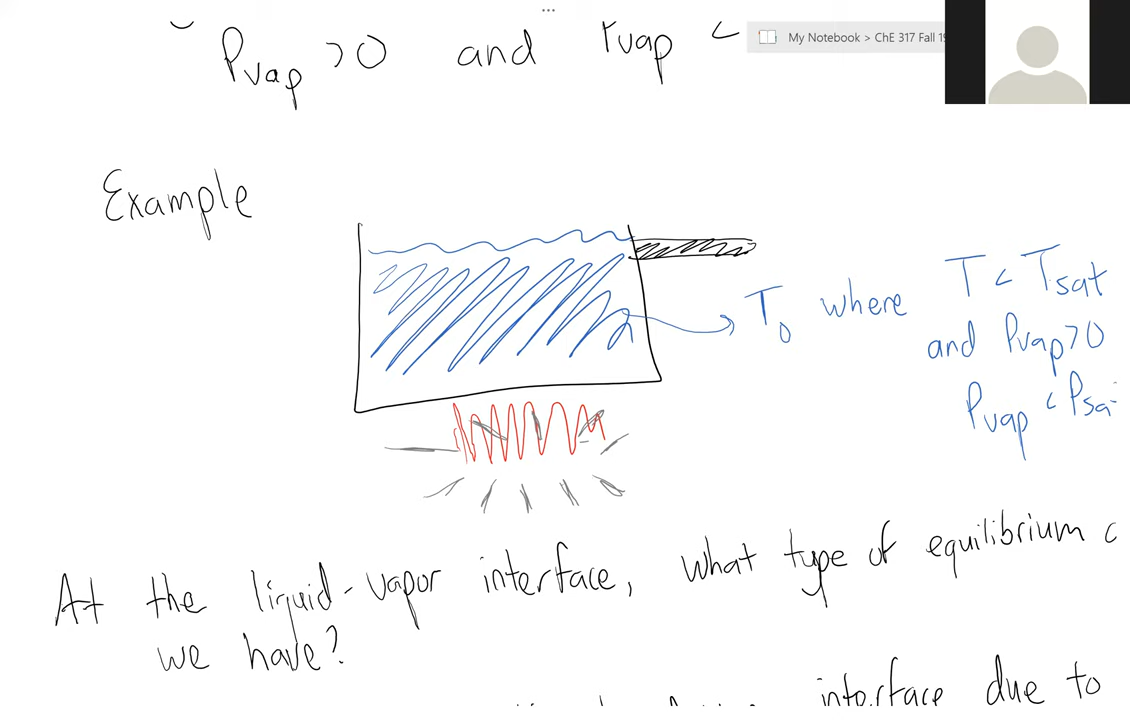 Pvap >0 and Pvap <
My Notebook > ChE 317 Fall 19
Example
T0 where T < Tsat
and Pvap>0
Pvap < Psat
At the liquid-vapor interface, what type of equilibrium
we have?
interface due to